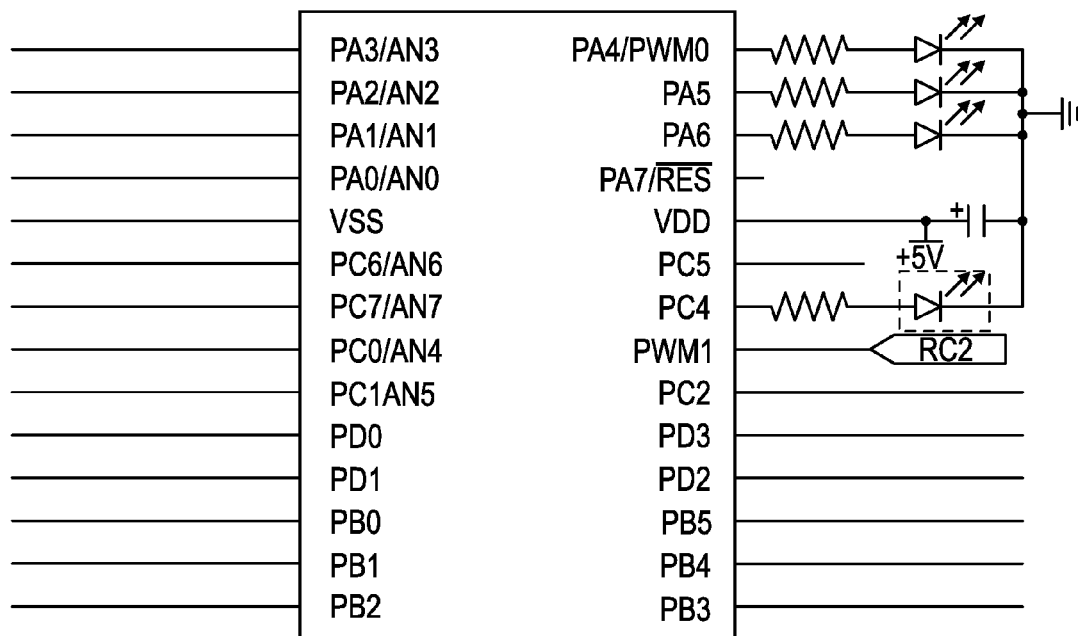 PA3/AN3
PA2/AN2
PA1/AN1
PA0/AN0
VSS
PC6/AN6
PC7/AN7
PC0/AN4
PC1AN5
PD0
PD1
PB0
PB1
PB2
PA4/PWM0
PA5
PA6
PA7/RES
VDD
PC5
PC4
PWM1
PC2
PD3
PD2
PB5
PB4
PB3
+
+5V
RC2